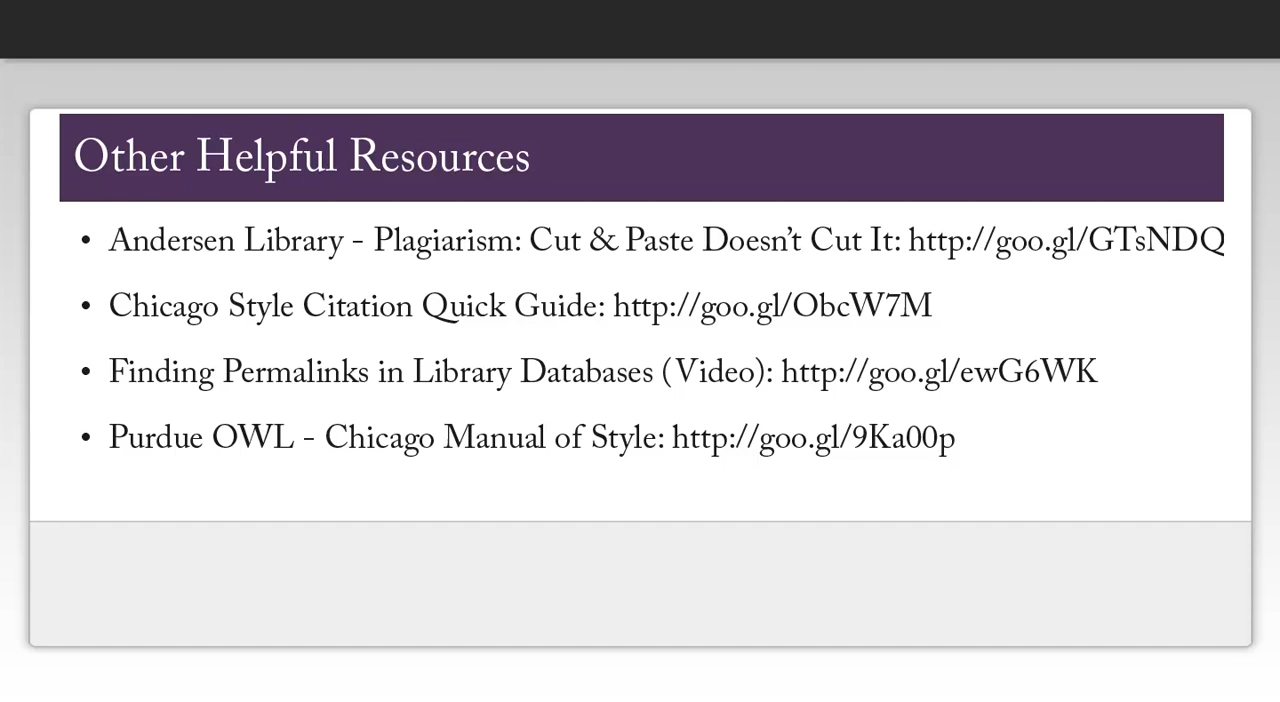 Other Helpful Resources
• Andersen Library - Plagiarism: Cut & Paste Doesn’t Cut It: http://goo.gl/GTsNDQ
• Chicago Style Citation Quick Guide: http://goo.gl/ObcW7M
• Finding Permalinks in Library Databases (Video): http://goo.gl/ewG6WK
• Purdue OWL - Chicago Manual of Style: http://goo.gl/9Ka00p